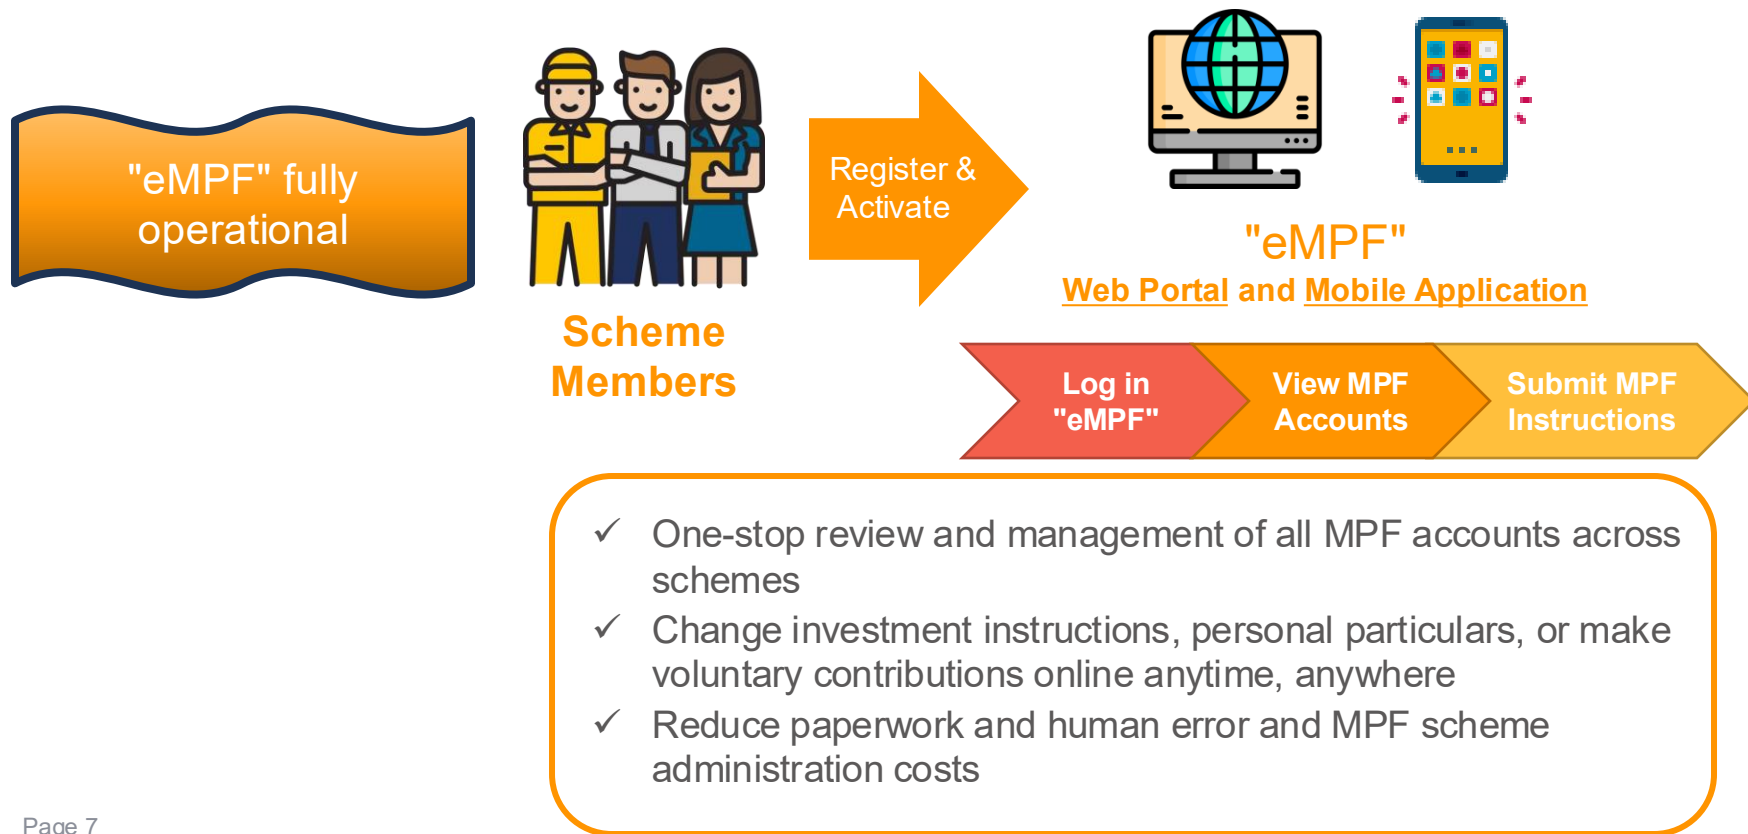 "eMPF" fully
operational
Scheme
Members
Register &
Activate
"eMPF"
Web Portal and Mobile Application
Log in
"eMPF"
View MPF
Accounts
Submit MPF
Instructions
✓ One-stop review and management of all MPF accounts across
schemes
✓ Change investment instructions, personal particulars, or make
voluntary contributions online anytime, anywhere
✓ Reduce paperwork and human error and MPF scheme
administration costs
Page 7